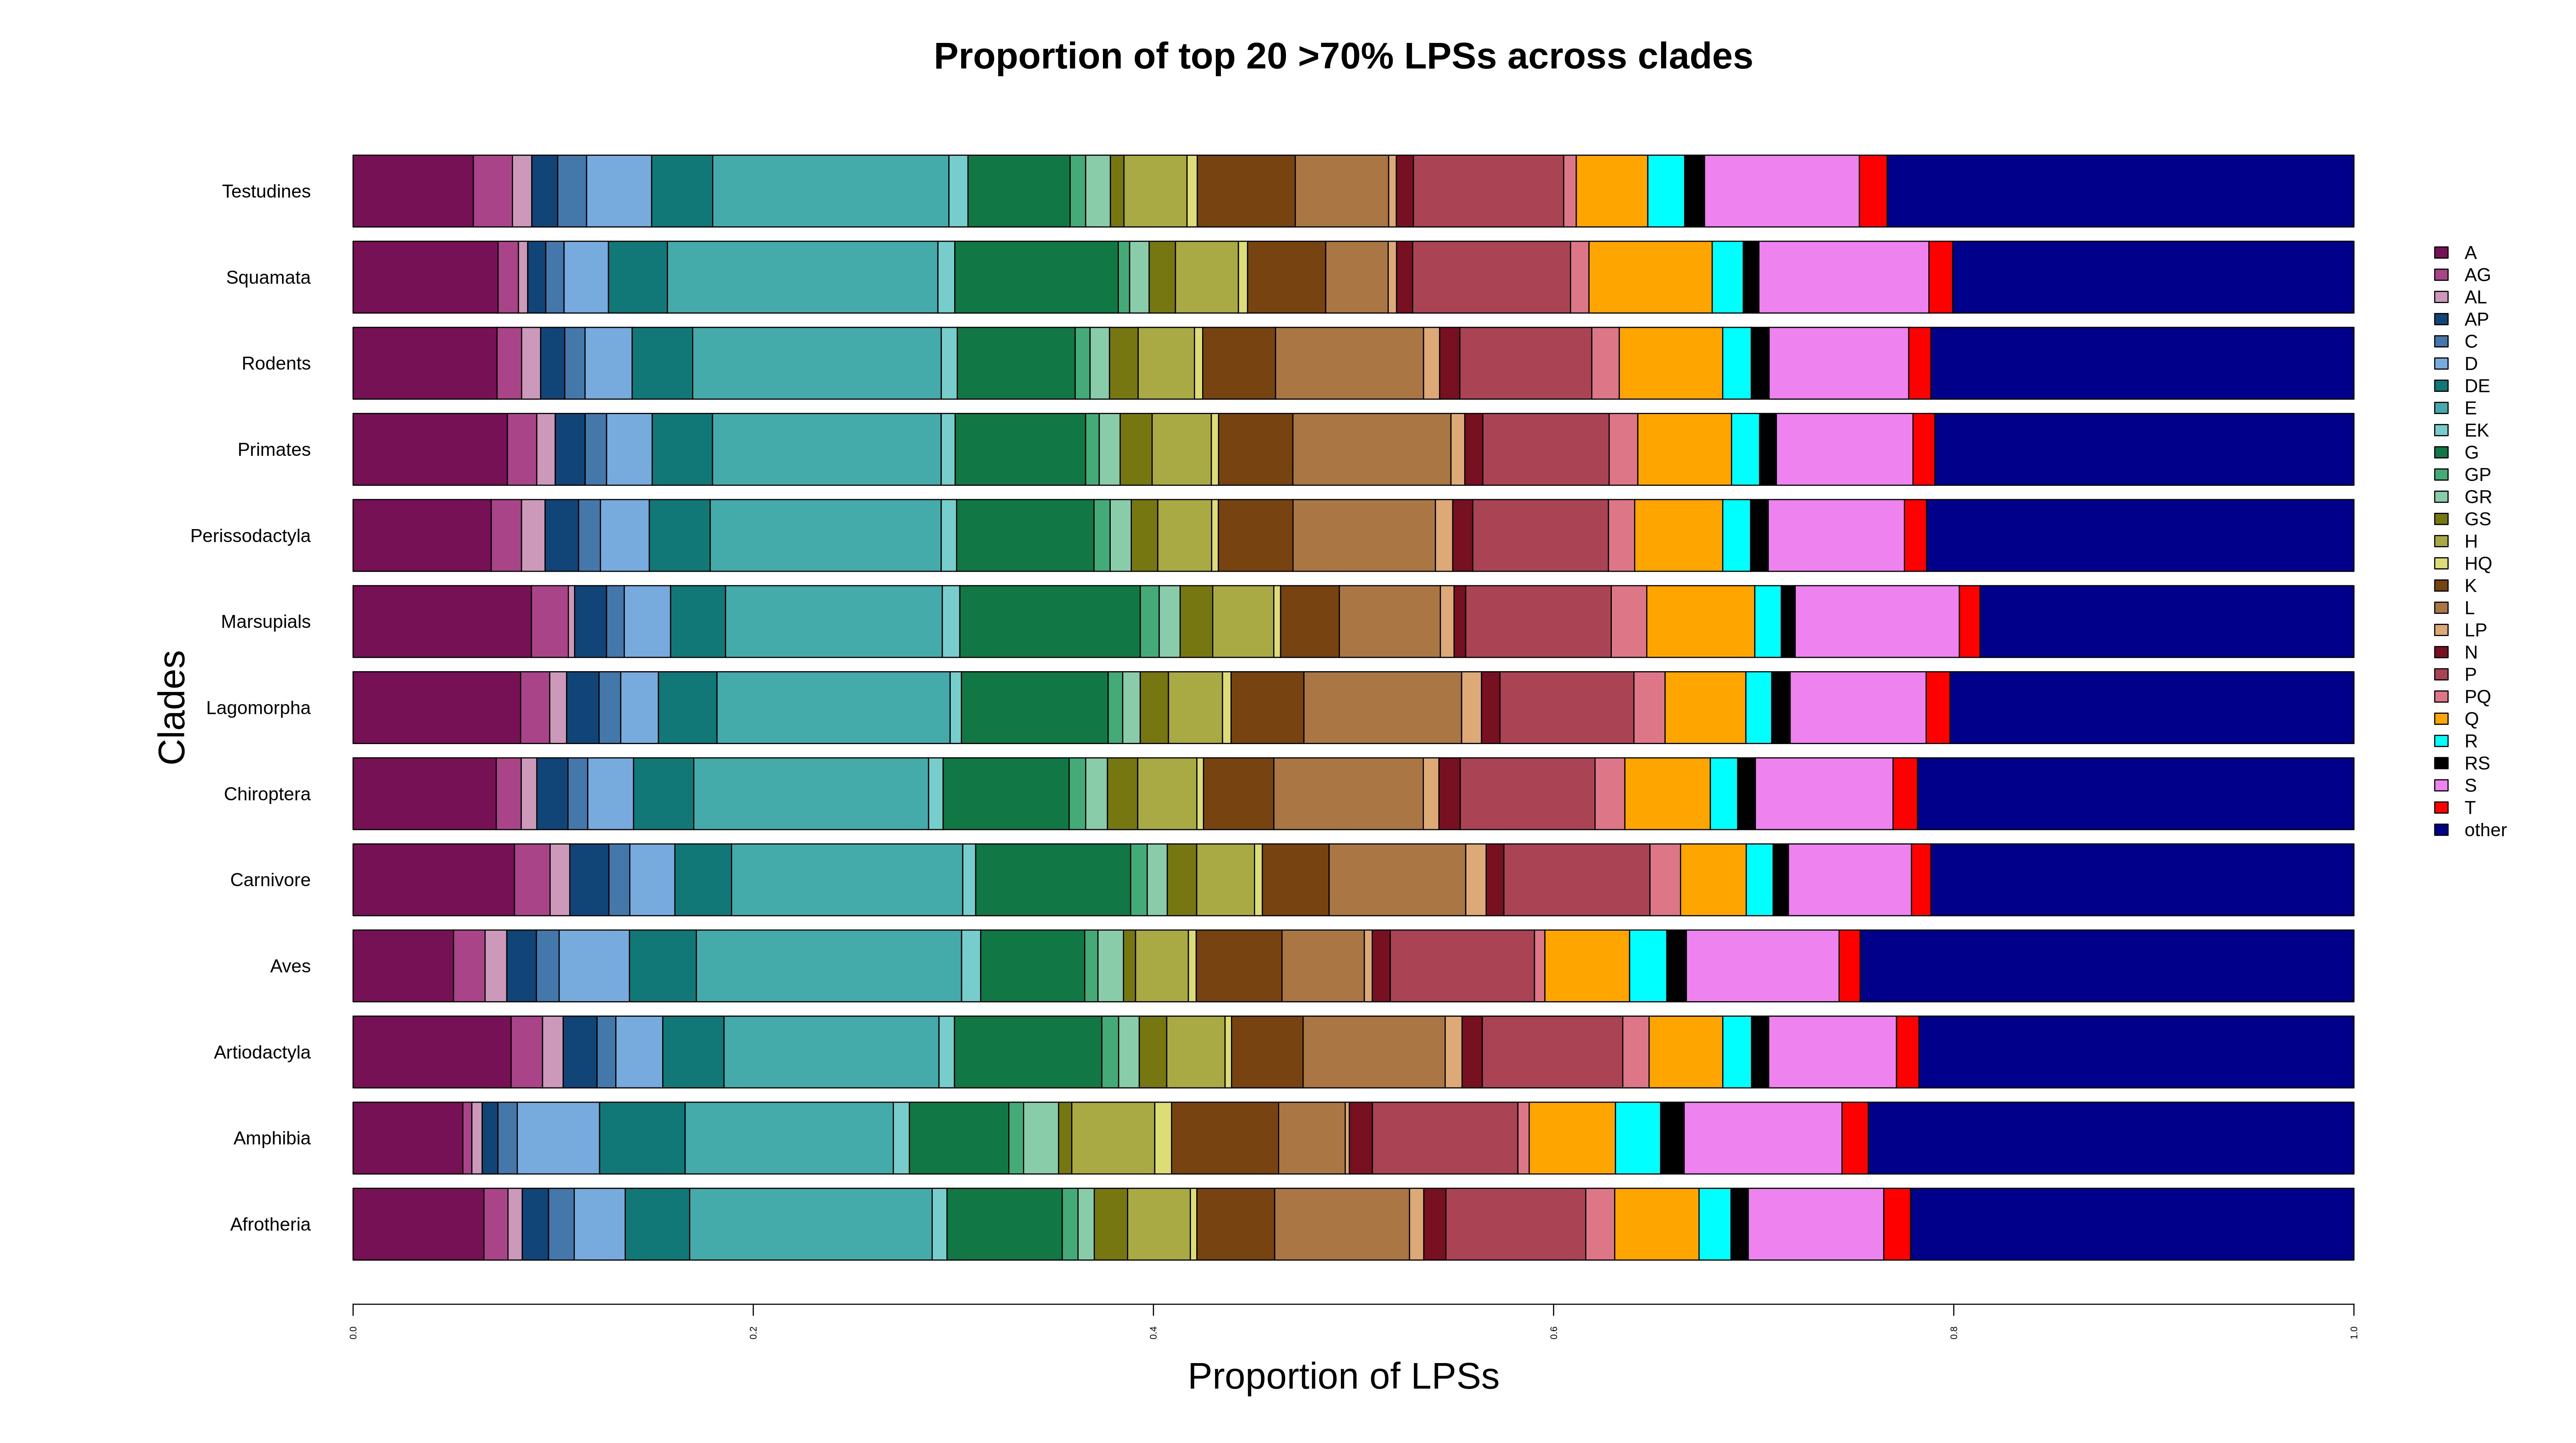 Proportion of top 20 >70% LPSs across clades
Testudines
Squamata
Rodents
Primates
Perissodactyla
Marsupials
Lagomorpha
Chiroptera
Carnivore
Aves
Artiodactyla
Amphibia
Afrotheria
Clades
0.0
0.2
0.4
0.6
0.8
1.0
Proportion of LPSs
A
AG
AL
AP
C
D
DE
E
EK
G
GP
GR
GS
H
HQ
K
L
LP
N
P
PQ
Q
R
RS
S
T
other